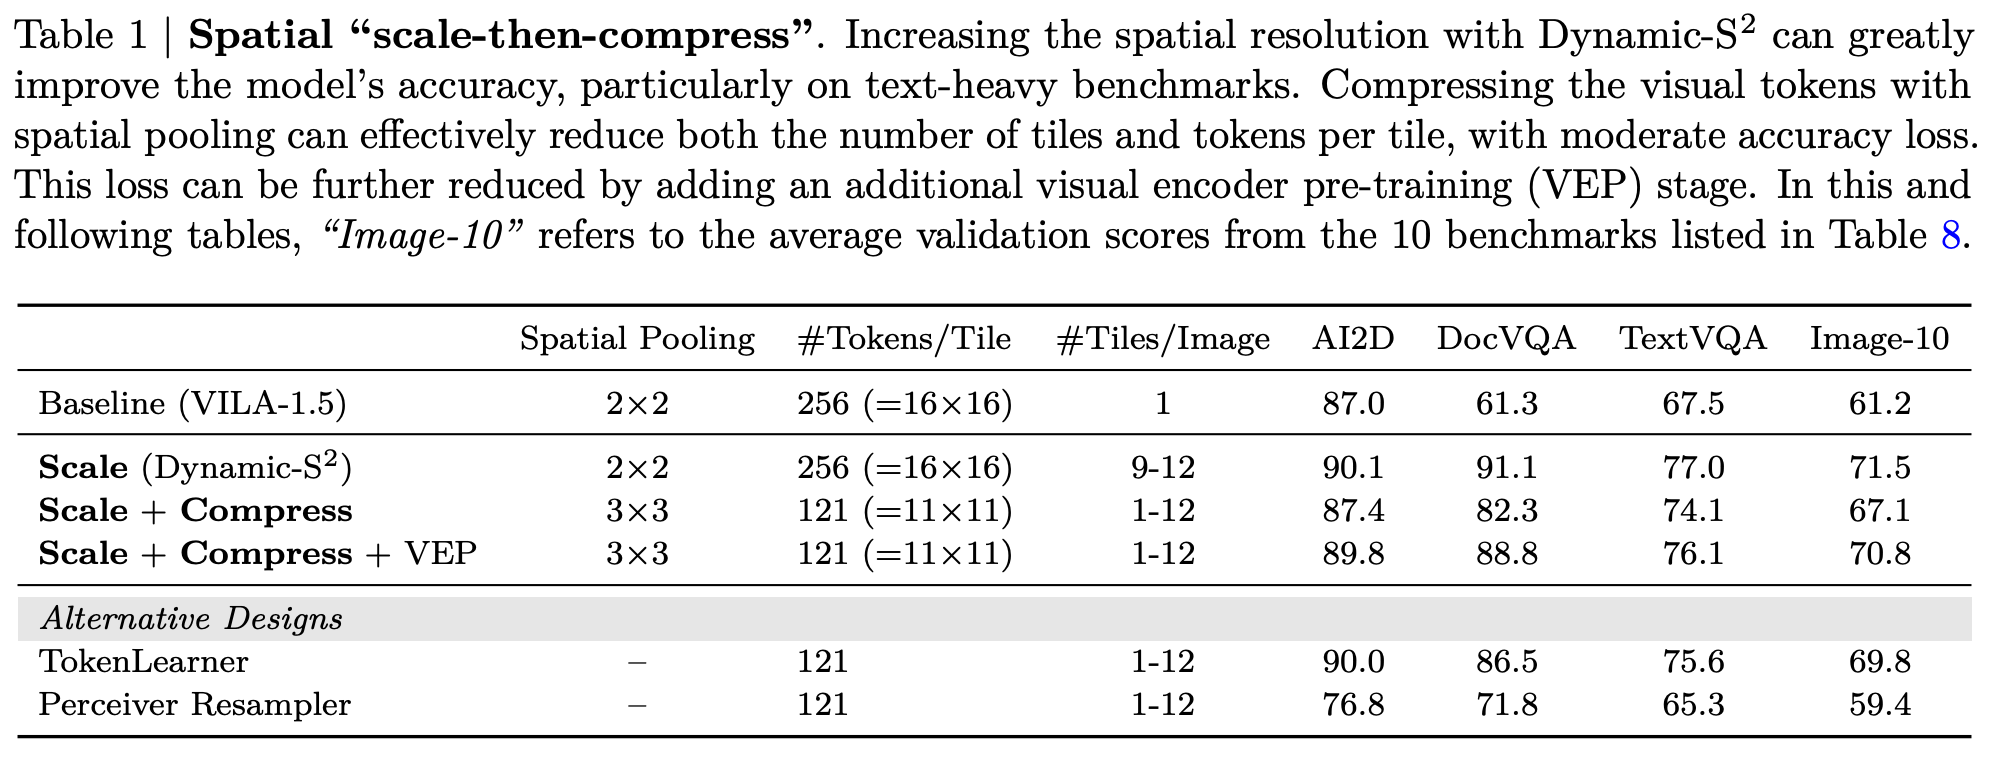 Table 1 | Spatial “scale-then-compress”. Increasing the spatial resolution with Dynamic-S² can greatly
improve the model’s accuracy, particularly on text-heavy benchmarks. Compressing the visual tokens with
spatial pooling can effectively reduce both the number of tiles and tokens per tile, with moderate accuracy loss.
This loss can be further reduced by adding an additional visual encoder pre-training (VEP) stage. In this and
following tables, “Image-10” refers to the average validation scores from the 10 benchmarks listed in Table 8.
Spatial Pooling #Tokens/Tile #Tiles/Image AI2D DocVQA TextVQA Image-10
Baseline (VILA-1.5) 2×2 256 (=16×16) 1 87.0 61.3 67.5 61.2
Scale (Dynamic-S²) 2×2 256 (=16×16) 9-12 90.1 91.1 77.0 71.5
Scale + Compress 3×3 121 (=11×11) 1-12 87.4 82.3 74.1 67.1
Scale + Compress + VEP 3×3 121 (=11×11) 1-12 89.8 88.8 76.1 70.8
Alternative Designs
TokenLearner – 121 1-12 90.0 86.5 75.6 69.8
Perceiver Resampler – 121 1-12 76.8 71.8 65.3 59.4